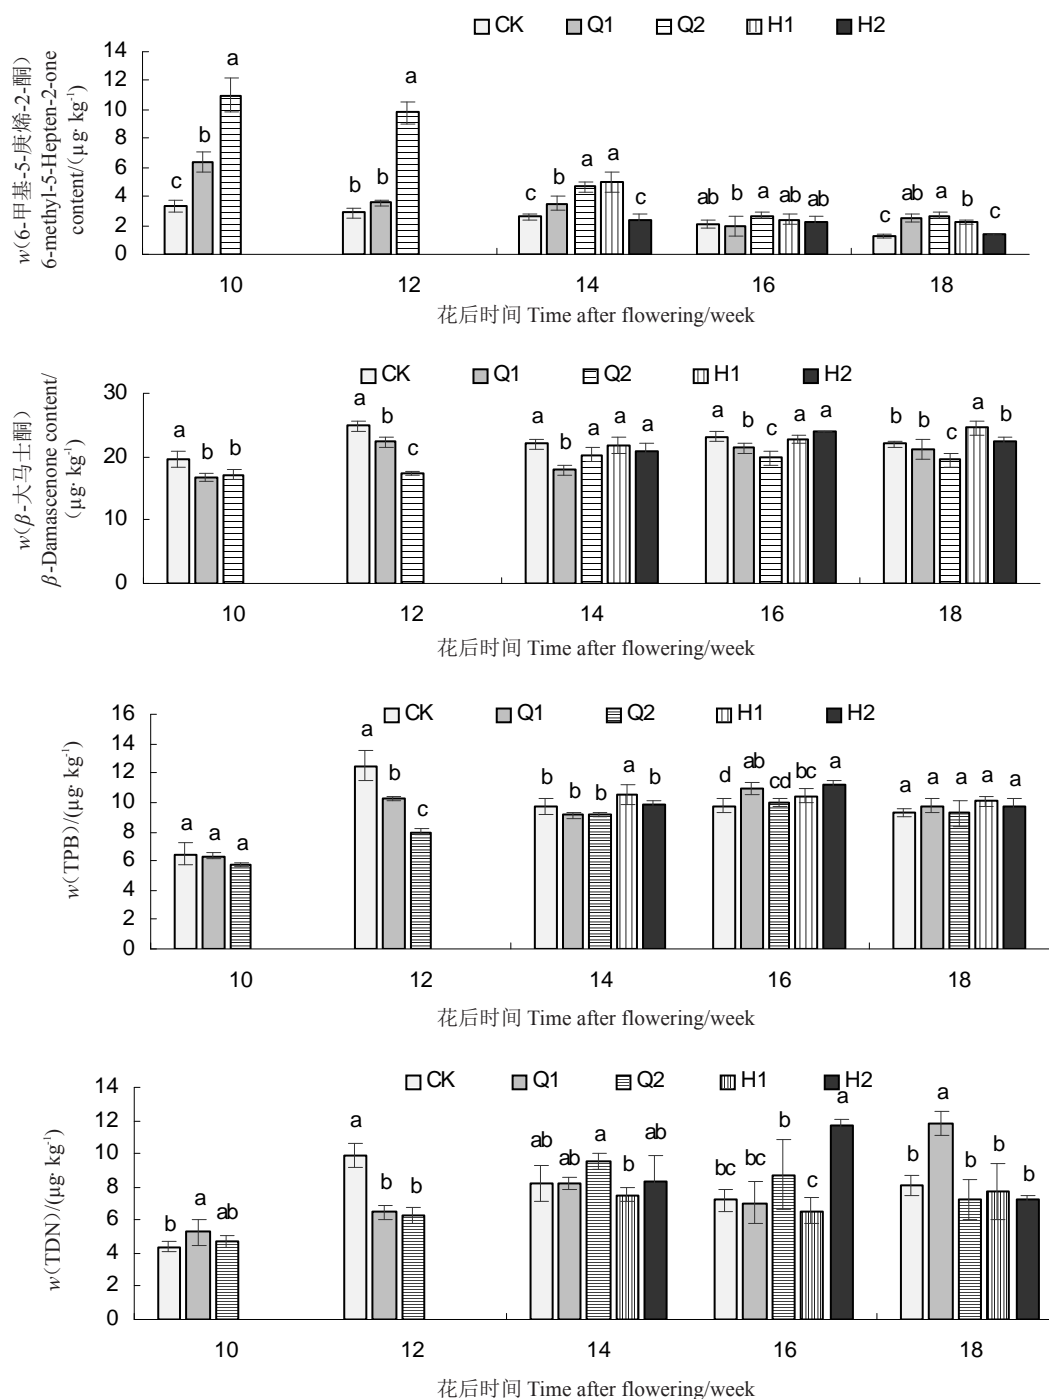 CK Q1 Q2 H1 H2
w(6-甲基-5-庚烯-2-酮)
6-methyl-5-Hepten-2-one
content/(μg· kg-1)
14
12
10
8
6
4
2
0
c b a
b b a
c b a a c
ab b a ab ab
c ab a b c
10 12 14 16 18
花后时间 Time after flowering/week
CK Q1 Q2 H1 H2
w(β-大马士酮)
β-Damascenone content/
(μg· kg-1)
30
20
10
0
a b b
a b c
a b a a a
a b c a a
b b c a b
10 12 14 16 18
花后时间 Time after flowering/week
CK Q1 Q2 H1 H2
w(TPB)/(μg· kg-1)
16
14
12
10
8
6
4
2
0
a a a
a b c
b b b a b
d ab cd bc a
a a a a a
10 12 14 16 18
花后时间 Time after flowering/week
CK Q1 Q2 H1 H2
w(TDN)/(μg· kg-1)
14
12
10
8
6
4
2
0
b a ab
a b b
ab ab a b ab
bc bc b c a
b a b b b
10 12 14 16 18
花后时间 Time after flowering/week